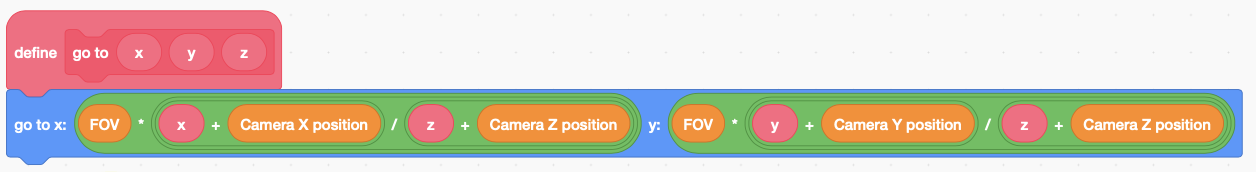 define go to x y z
go to x: FOV * x + Camera X position / z + Camera Z position y: FOV * y + Camera Y position / z + Camera Z position